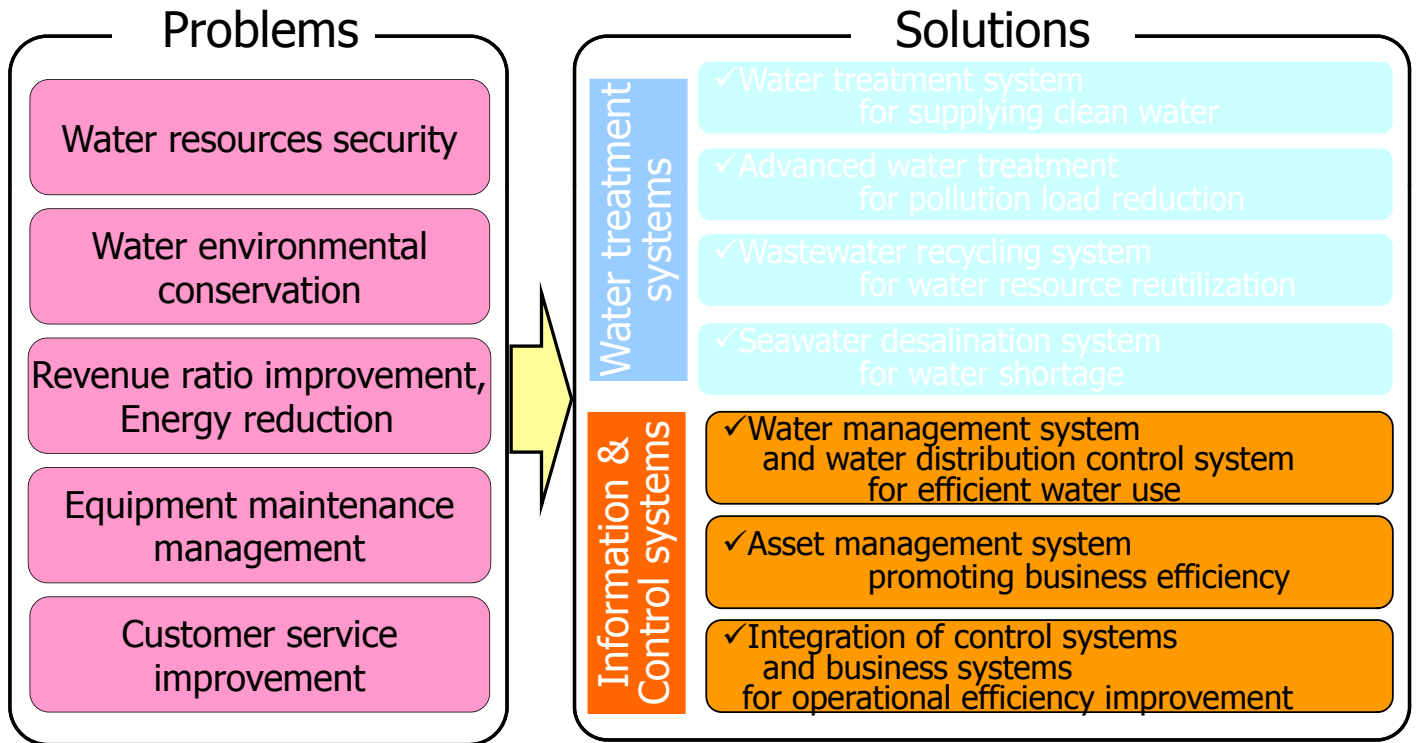 Problems
Water resources security
Water environmental
conservation
Revenue ratio improvement,
Energy reduction
Equipment maintenance
management
Customer service
improvement
Solutions
Water treatment
systems
✓Water treatment system
for supplying clean water
✓Advanced water treatment
for pollution load reduction
✓Wastewater recycling system
for water resource reutilization
✓Seawater desalination system
for water shortage
Information &
Control systems
✓Water management system
and water distribution control system
for efficient water use
✓Asset management system
promoting business efficiency
✓Integration of control systems
and business systems
for operational efficiency improvement